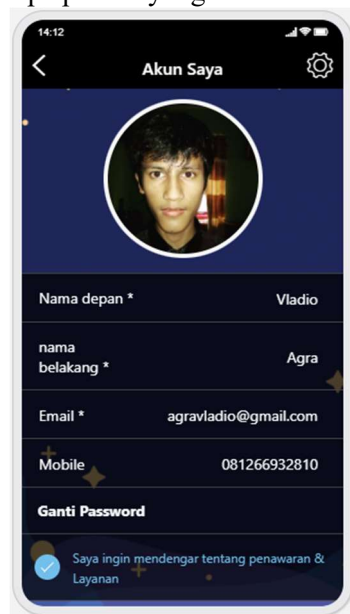 14:12
Akun Saya
Nama depan * Vladio
nama
belakang * Agra
Email * agravladio@gmail.com
Mobile 081266932810
Ganti Password
Saya ingin mendengar tentang penawaran &
Layanan